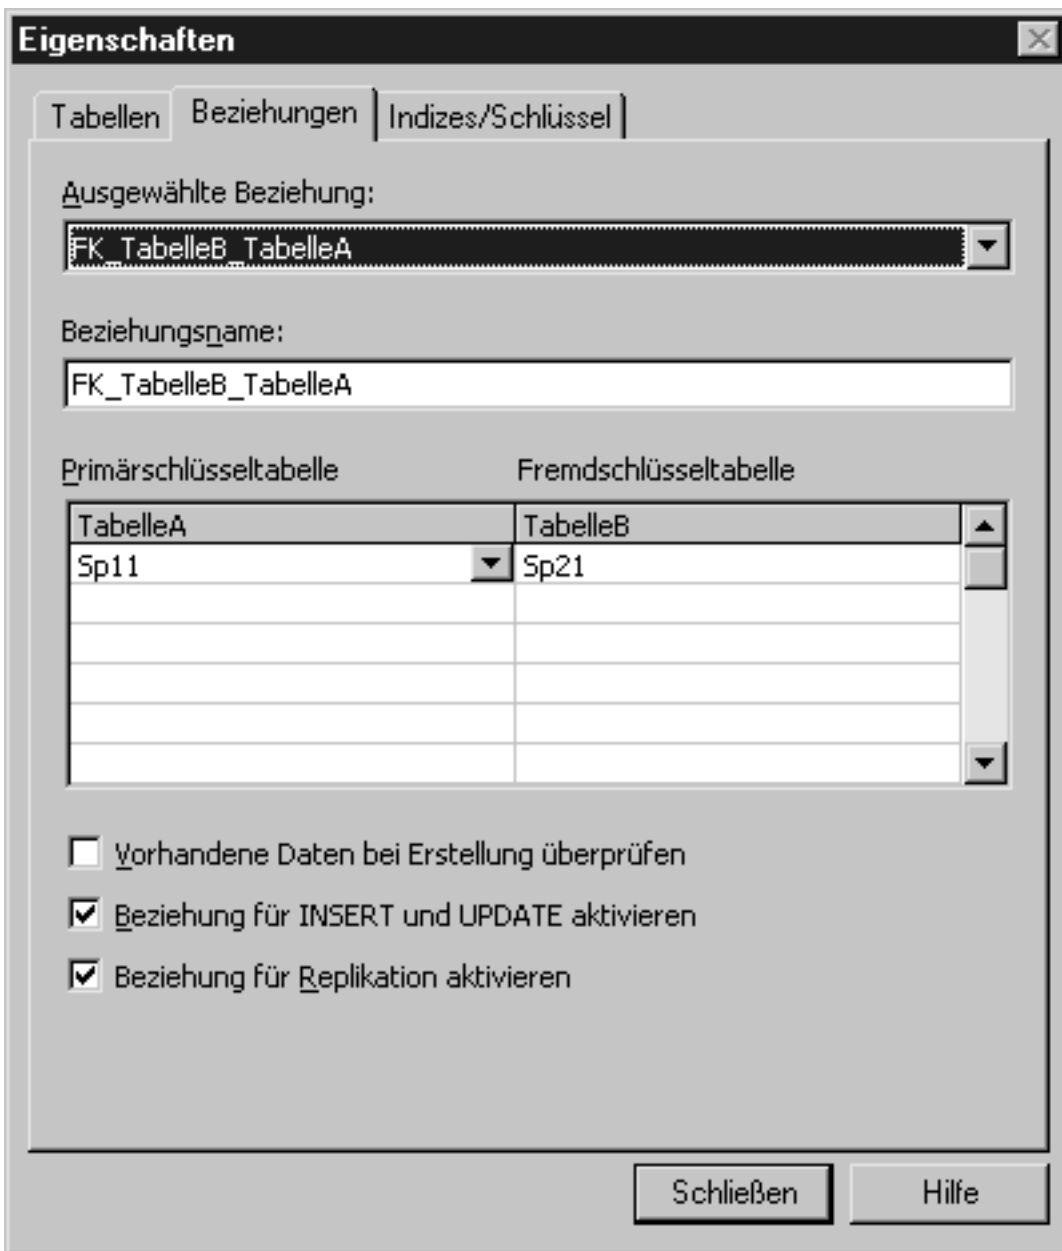 Eigenschaften
Tabellen Beziehungen Indizes/Schlüssel
Ausgewählte Beziehung:
FK_TabelleB_TabelleA
Beziehungsname:
FK_TabelleB_TabelleA
Primärschlüsseltabelle Fremdschlüsseltabelle
TabelleA TabelleB
Sp11 Sp21
Vorhandene Daten bei Erstellung überprüfen
Beziehung für INSERT und UPDATE aktivieren
Beziehung für Replikation aktivieren
Schließen Hilfe